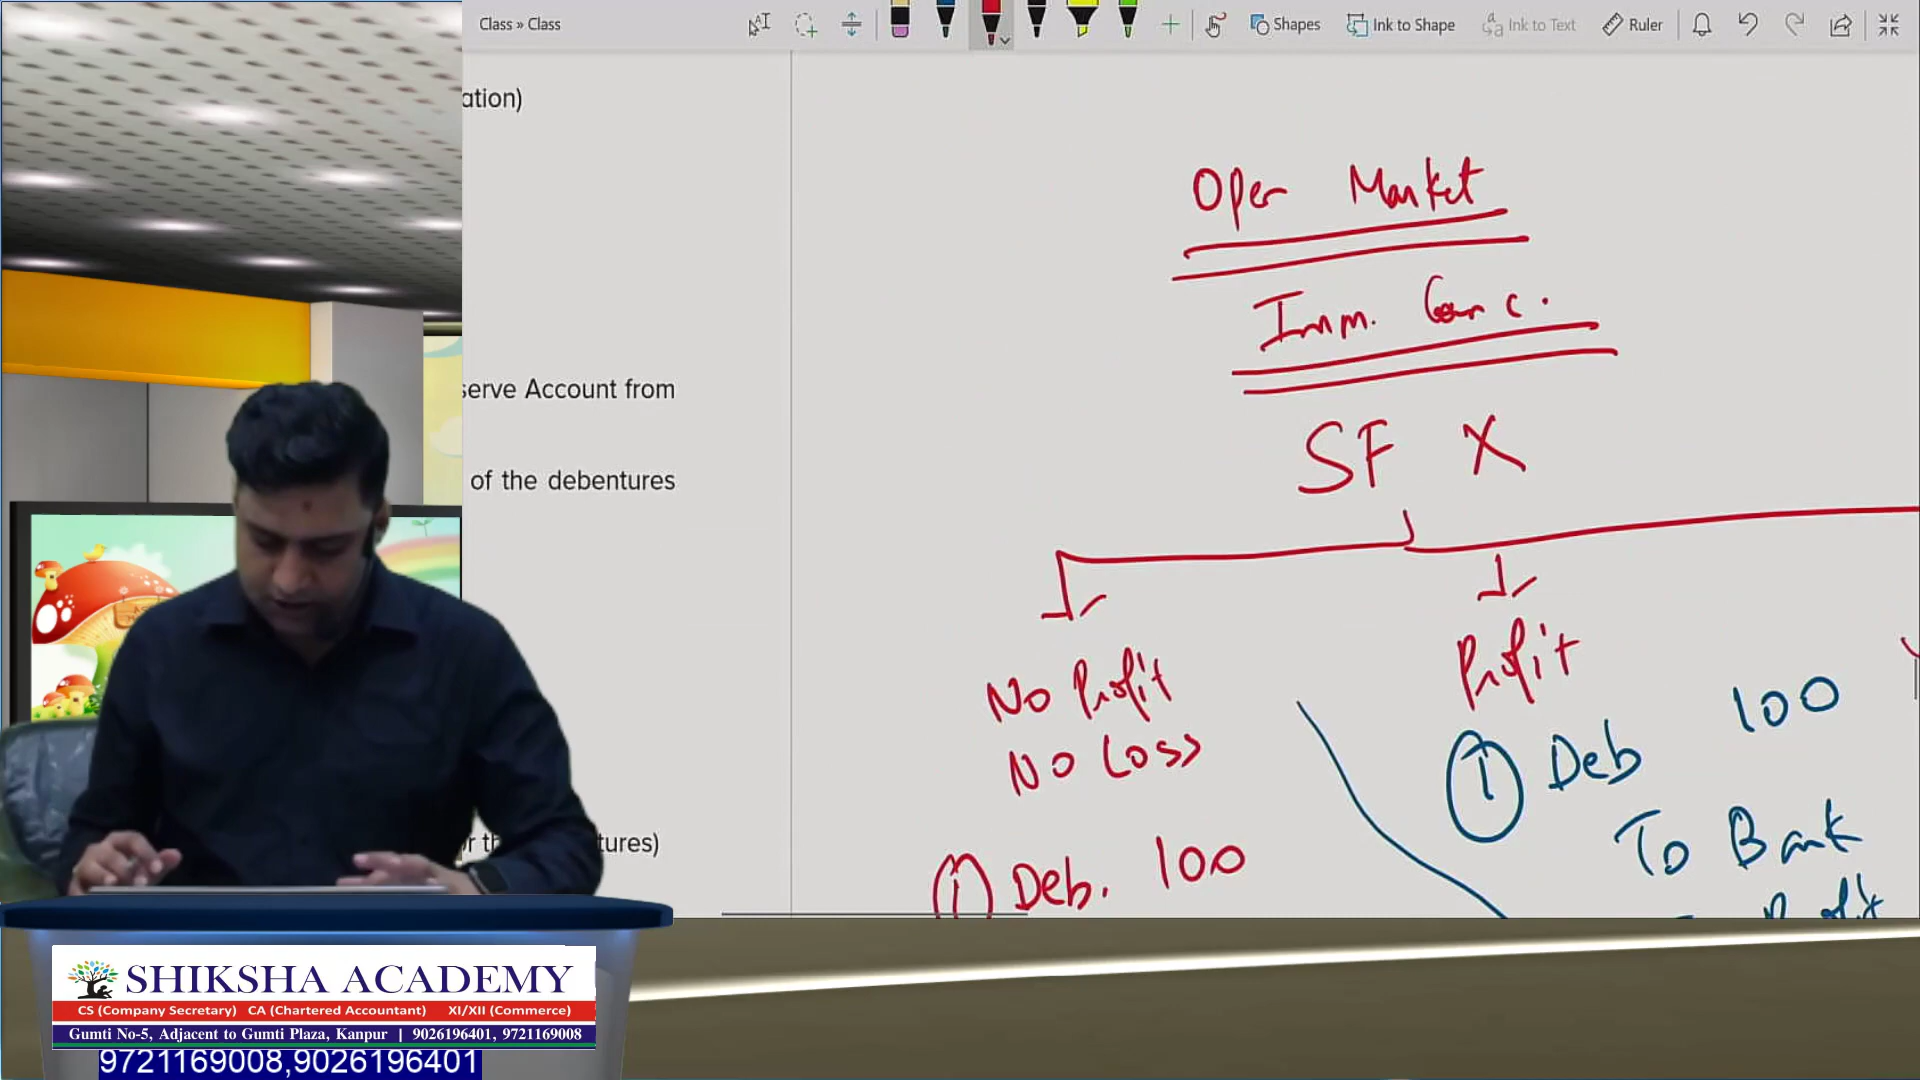 Class » Class
Shapes
Ink to Shape
Ink to Text
Ruler
ation)
serve Account from
of the debentures
tures)
Open Market
Imm. Canc.
SF X
No Profit
No Loss
① Deb. 100
Profit
① Deb 100
To Bank
SHIKSHA ACADEMY
CS (Company Secretary) CA (Chartered Accountant) XI/XII (Commerce)
Gumti No-5, Adjacent to Gumti Plaza, Kanpur | 9026196401, 9721169008
9721169008,9026196401